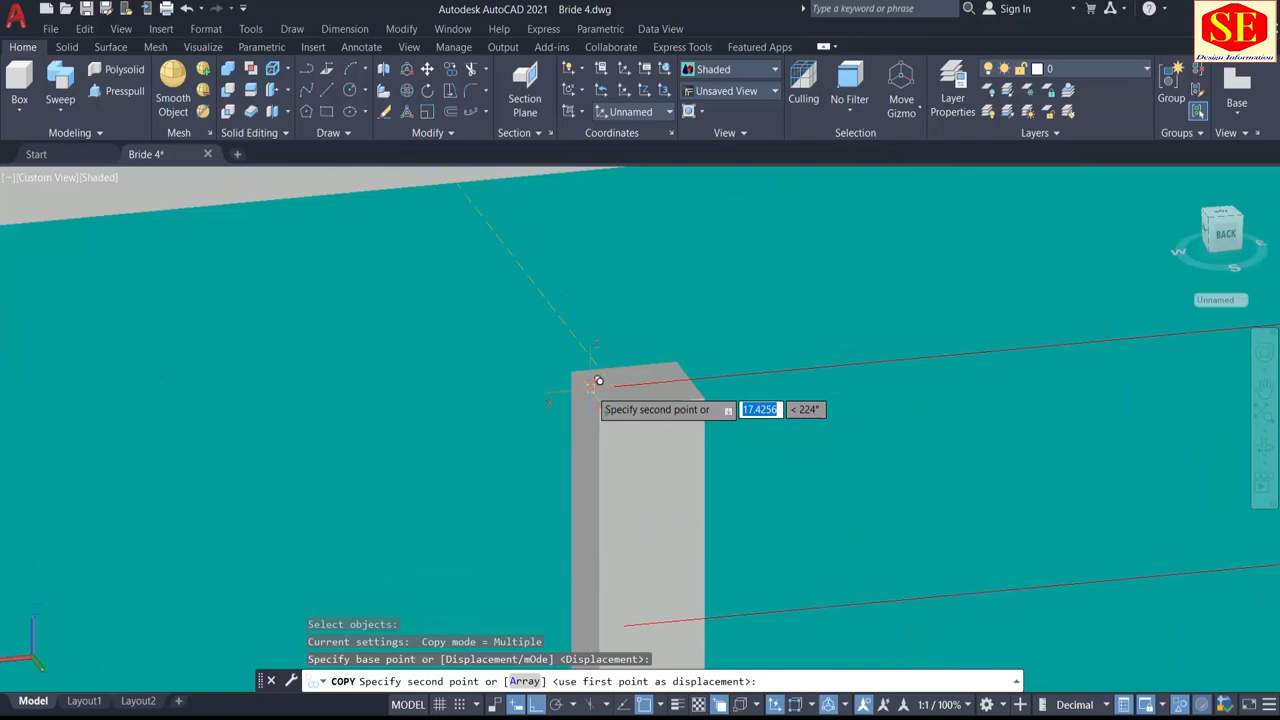 Autodesk AutoCAD 2021 Bride 4.dwg
Type a keyword or phrase
Sign In
SE
Design Information
File Edit View Insert Format Tools Draw Dimension Modify Window Help Express Parametric Data View
Home Solid Surface Mesh Visualize Parametric Insert Annotate View Manage Output Add-ins Collaborate Express Tools Featured Apps
Box
Sweep
Polysolid
Presspull
Smooth
Object
Section
Plane
Unnamed
Shaded
Unsaved View
Culling
No Filter
Move
Gizmo
Layer
Properties
0
Group
Base
Modeling Mesh Solid Editing Draw Modify Section Coordinates View Selection Layers Groups View
Start Bride 4*
[−][Custom View][Shaded]
BACK
W
S
Unnamed
Z
X
Specify second point or 17.4256 < 224°
Select objects:
Current settings: Copy mode = Multiple
Specify base point or [Displacement/mOde] <Displacement>:
COPY Specify second point or [Array] <use first point as displacement>:
Model Layout1 Layout2
MODEL
1:1 / 100%
Decimal